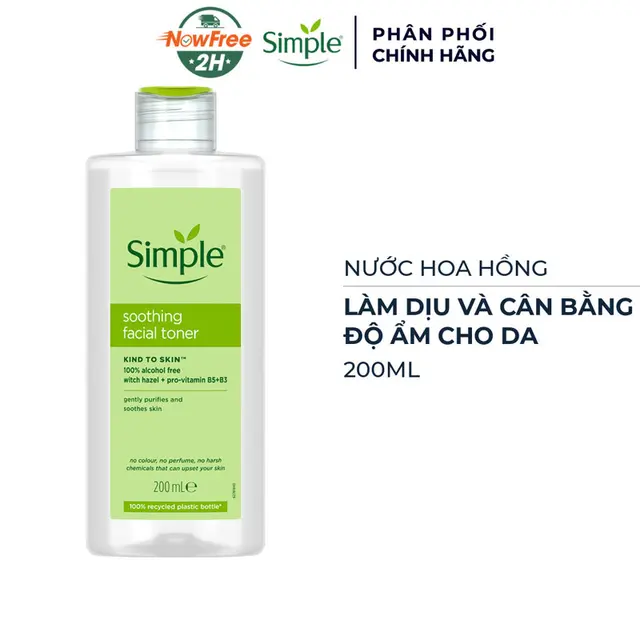 NowFree
2H
Simple
PHÂN PHỐI
CHÍNH HÃNG
Simple®
soothing
facial toner
KIND TO SKIN™
100% alcohol free
witch hazel + pro-vitamin B5+B3
gently purifies and
soothes skin
no colour, no perfume, no harsh
chemicals that can upset your skin
200 mL℮
100% recycled plastic bottle*
NƯỚC HOA HỒNG
LÀM DỊU VÀ CÂN BẰNG
ĐỘ ẨM CHO DA
200ML